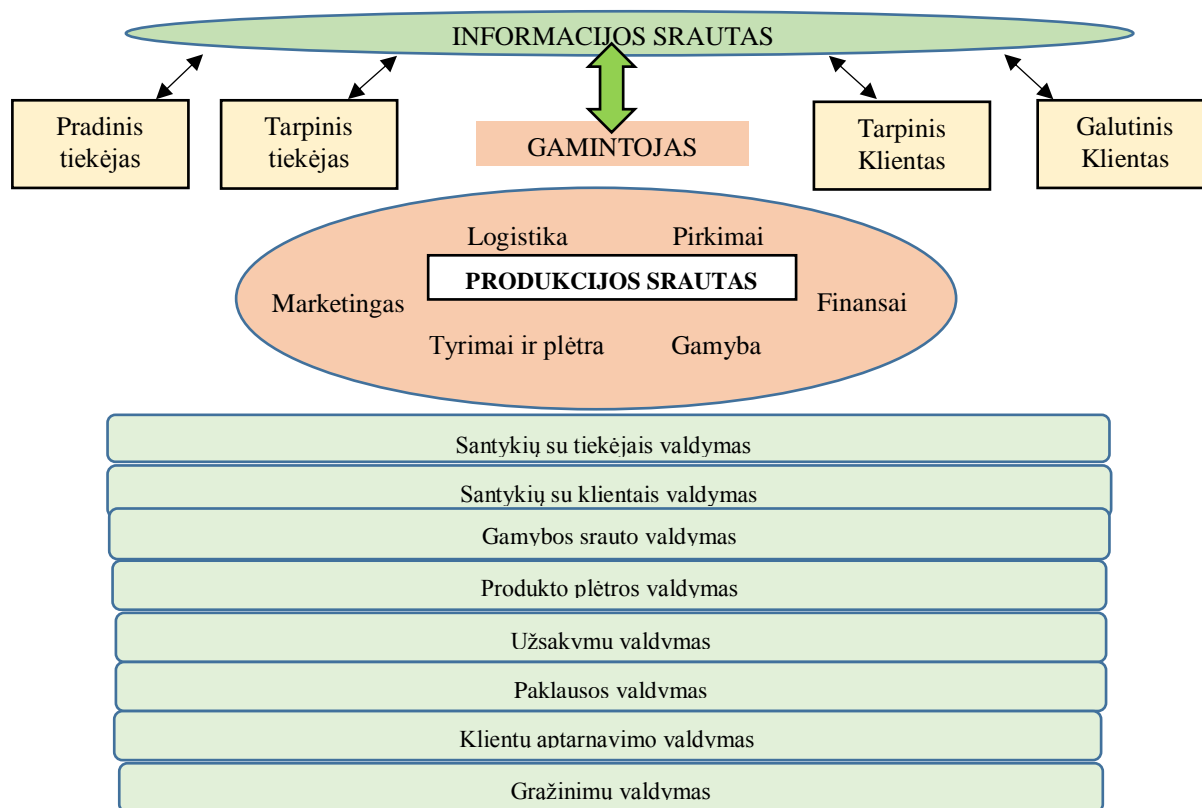 INFORMACIJOS SRAUTAS
Pradinis
tiekėjas
Tarpinis
tiekėjas
GAMINTOJAS
Tarpinis
Klientas
Galutinis
Klientas
Logistika
Pirkimai
PRODUKCIJOS SRAUTAS
Marketingas
Finansai
Tyrimai ir plėtra
Gamyba
Santykių su tiekėjais valdymas
Santykių su klientais valdymas
Gamybos srauto valdymas
Produkto plėtros valdymas
Užsakymų valdymas
Paklausos valdymas
Klientų aptarnavimo valdymas
Gražinimų valdymas